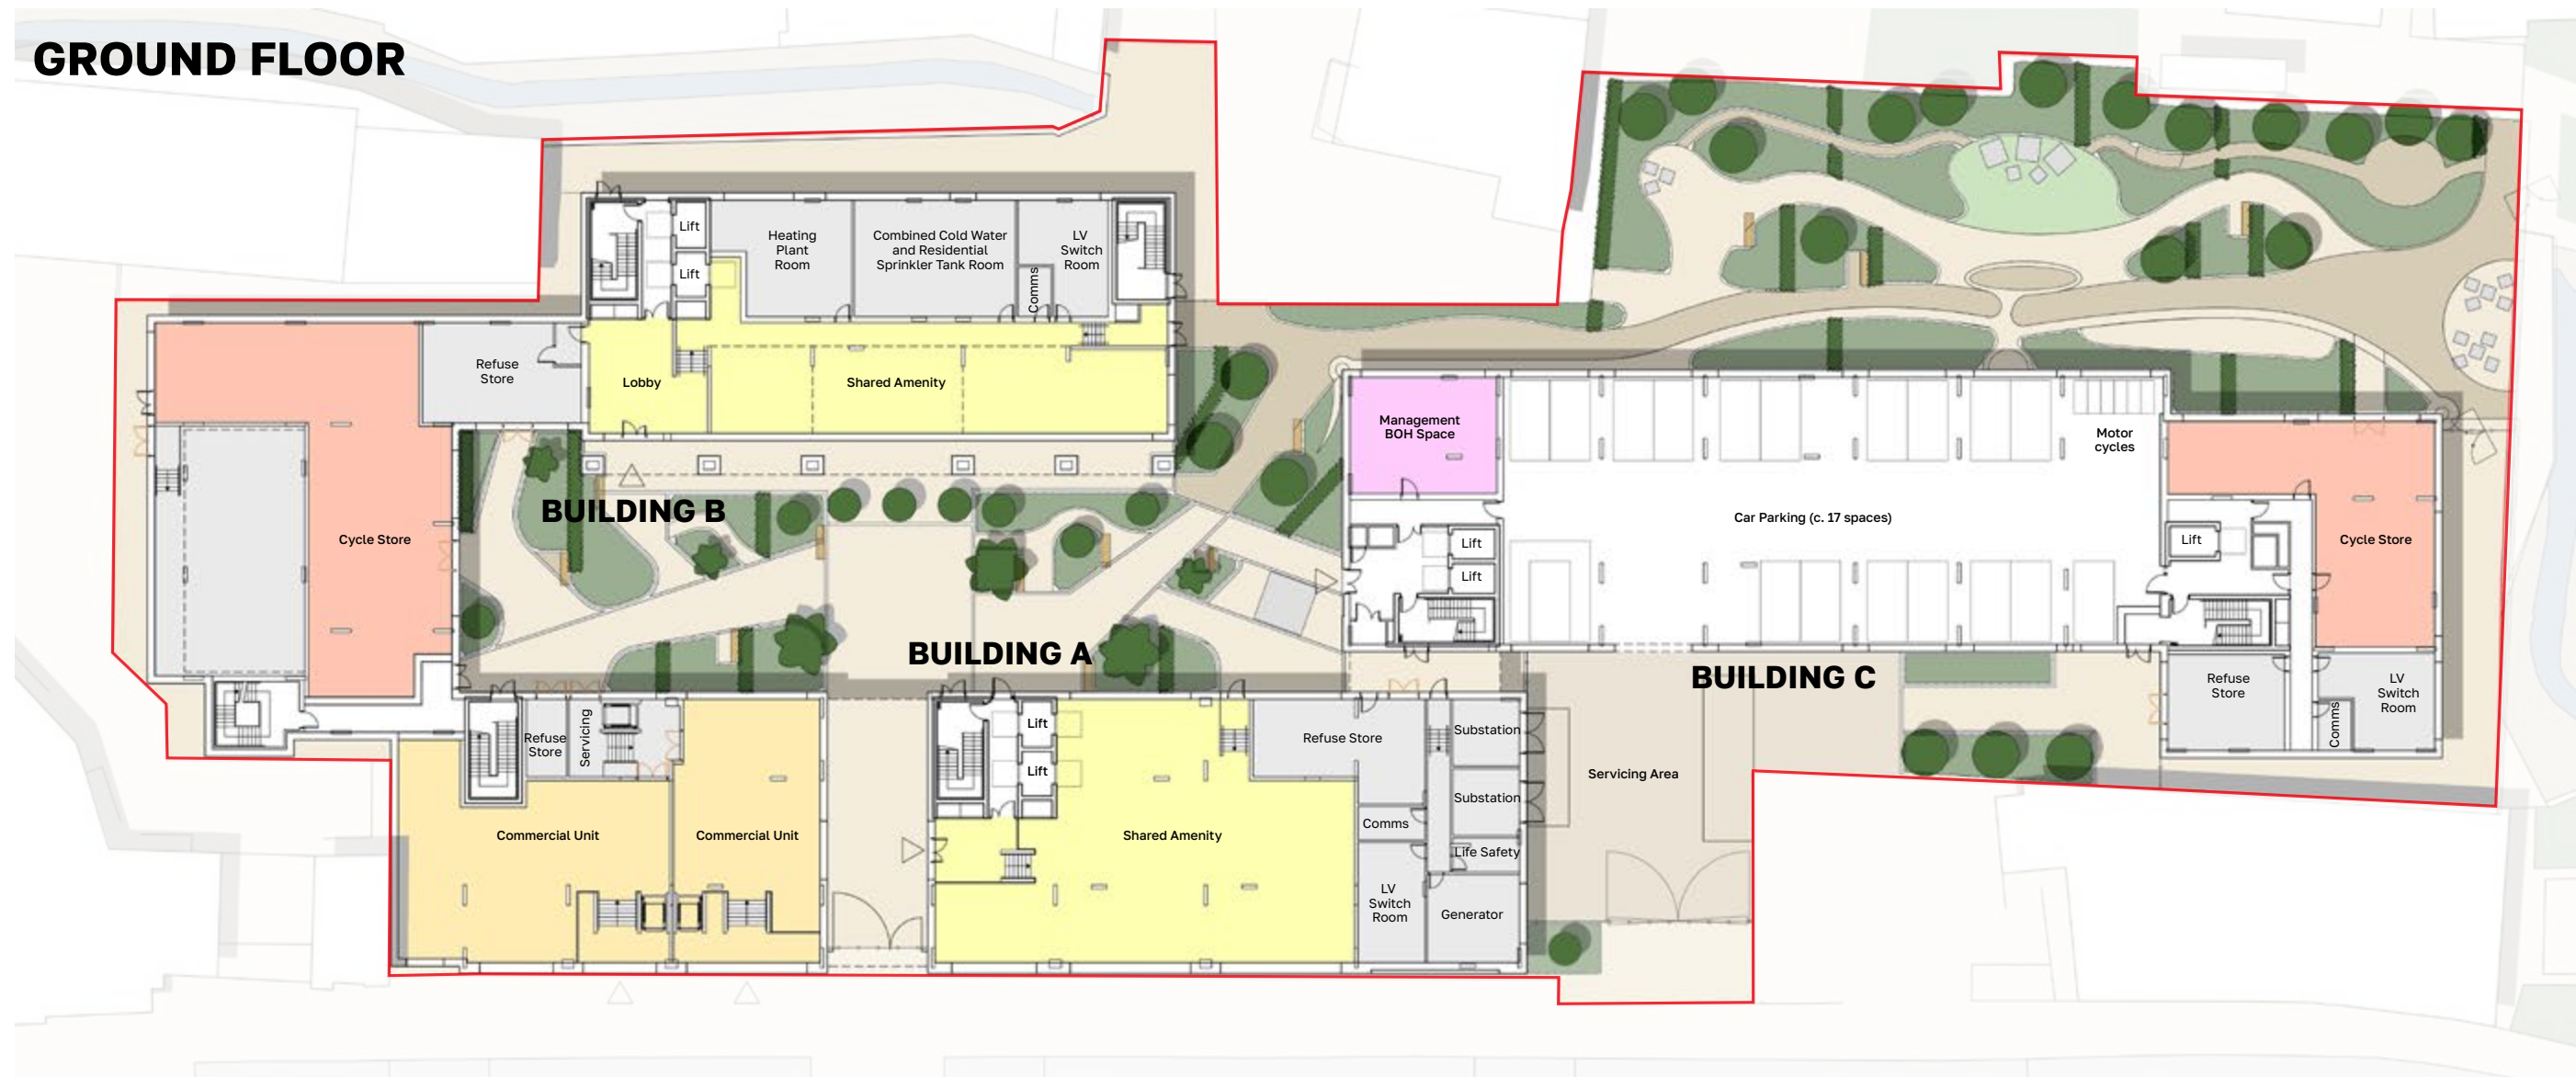 GROUND FLOOR
Lift
Lift
Heating
Plant
Room
Combined Cold Water
and Residential
Sprinkler Tank Room
Comms
LV
Switch
Room
Refuse
Store
Lobby
Shared Amenity
Cycle Store
BUILDING B
Management
BOH Space
Motor
cycles
Car Parking (c. 17 spaces)
Lift
Lift
Lift
Cycle Store
BUILDING A
BUILDING C
Refuse
Store
Servicing
Lift
Lift
Refuse Store
Substation
Substation
Servicing Area
Refuse
Store
Comms
LV
Switch
Room
Commercial Unit
Commercial Unit
Shared Amenity
Comms
Life Safety
LV
Switch
Room
Generator